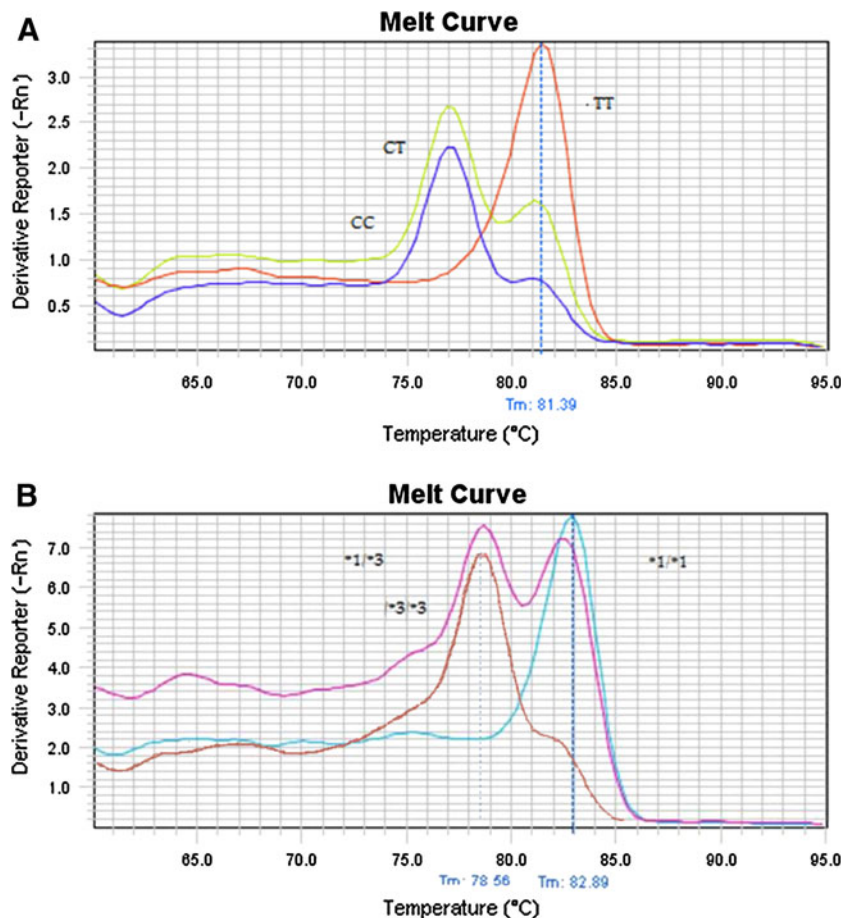 A
Melt Curve
Derivative Reporter (-Rn')
3.0
2.5
2.0
1.5
1.0
0.5
CT
CC
TT
65.0 70.0 75.0 80.0 85.0 90.0 95.0
Tm: 81.39
Temperature (°C)
B
Melt Curve
Derivative Reporter (-Rn')
7.0
6.0
5.0
4.0
3.0
2.0
1.0
*1/*3
*3/*3
*1/*1
65.0 70.0 75.0 80.0 85.0 90.0 95.0
Tm: 78.56 Tm: 82.89
Temperature (°C)